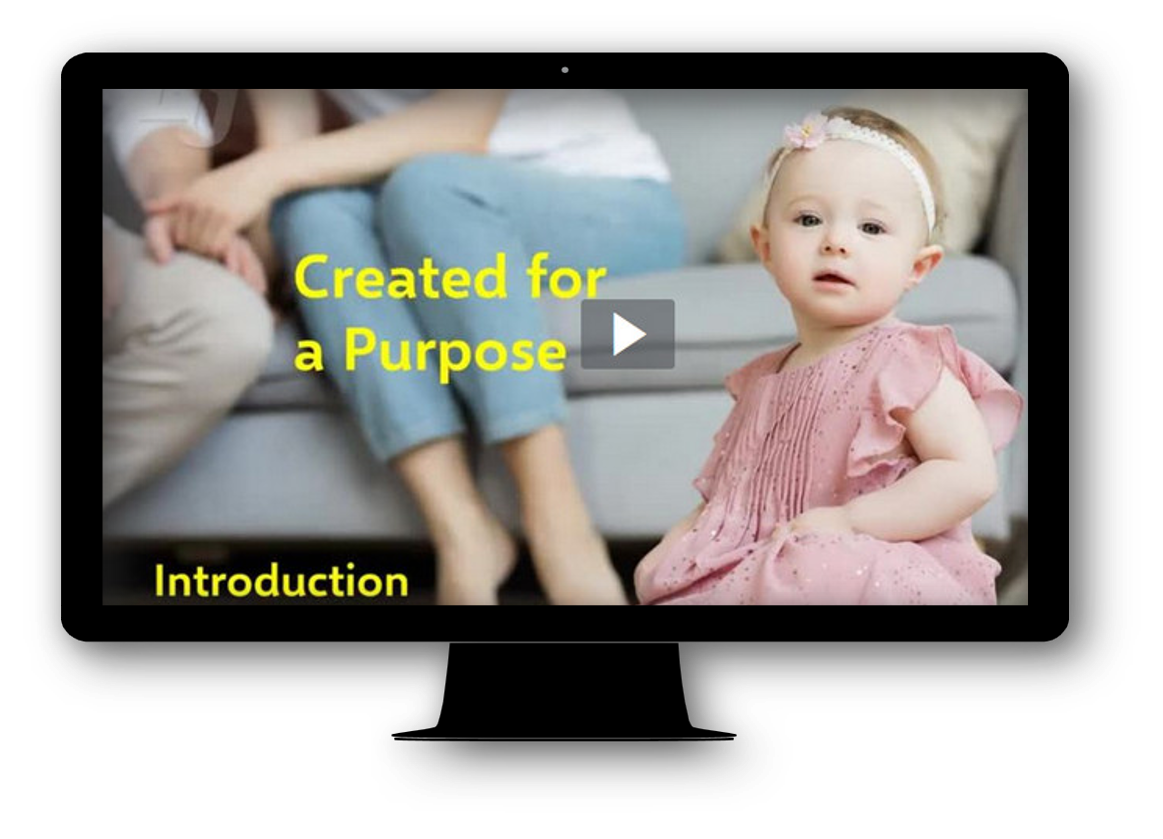 Created for
a Purpose
Introduction